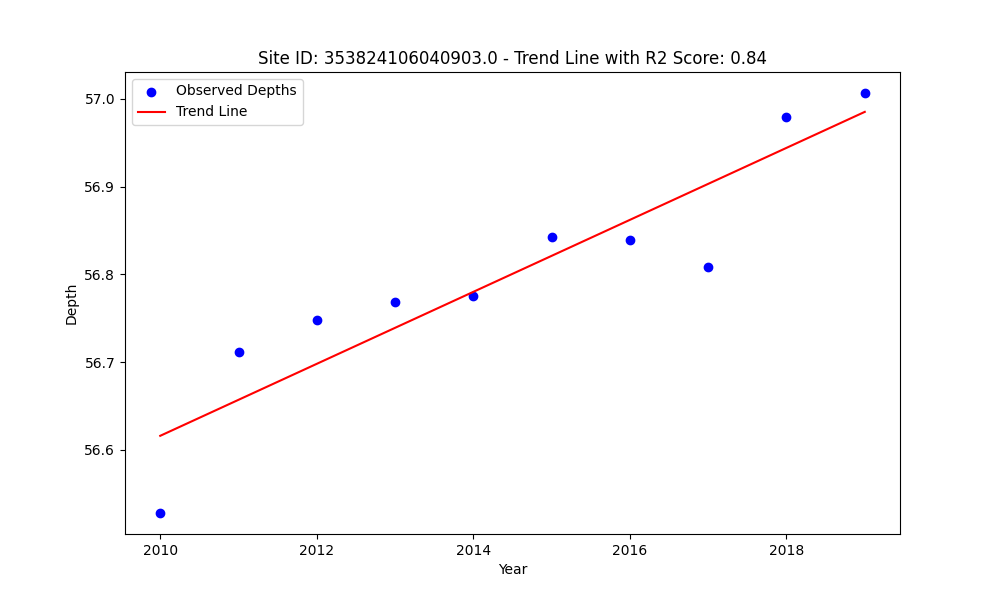 Site ID: 353824106040903.0 - Trend Line with R2 Score: 0.84
Observed Depths
Trend Line
57.0
56.9
56.8
56.7
56.6
Depth
2010
2012
2014
2016
2018
Year